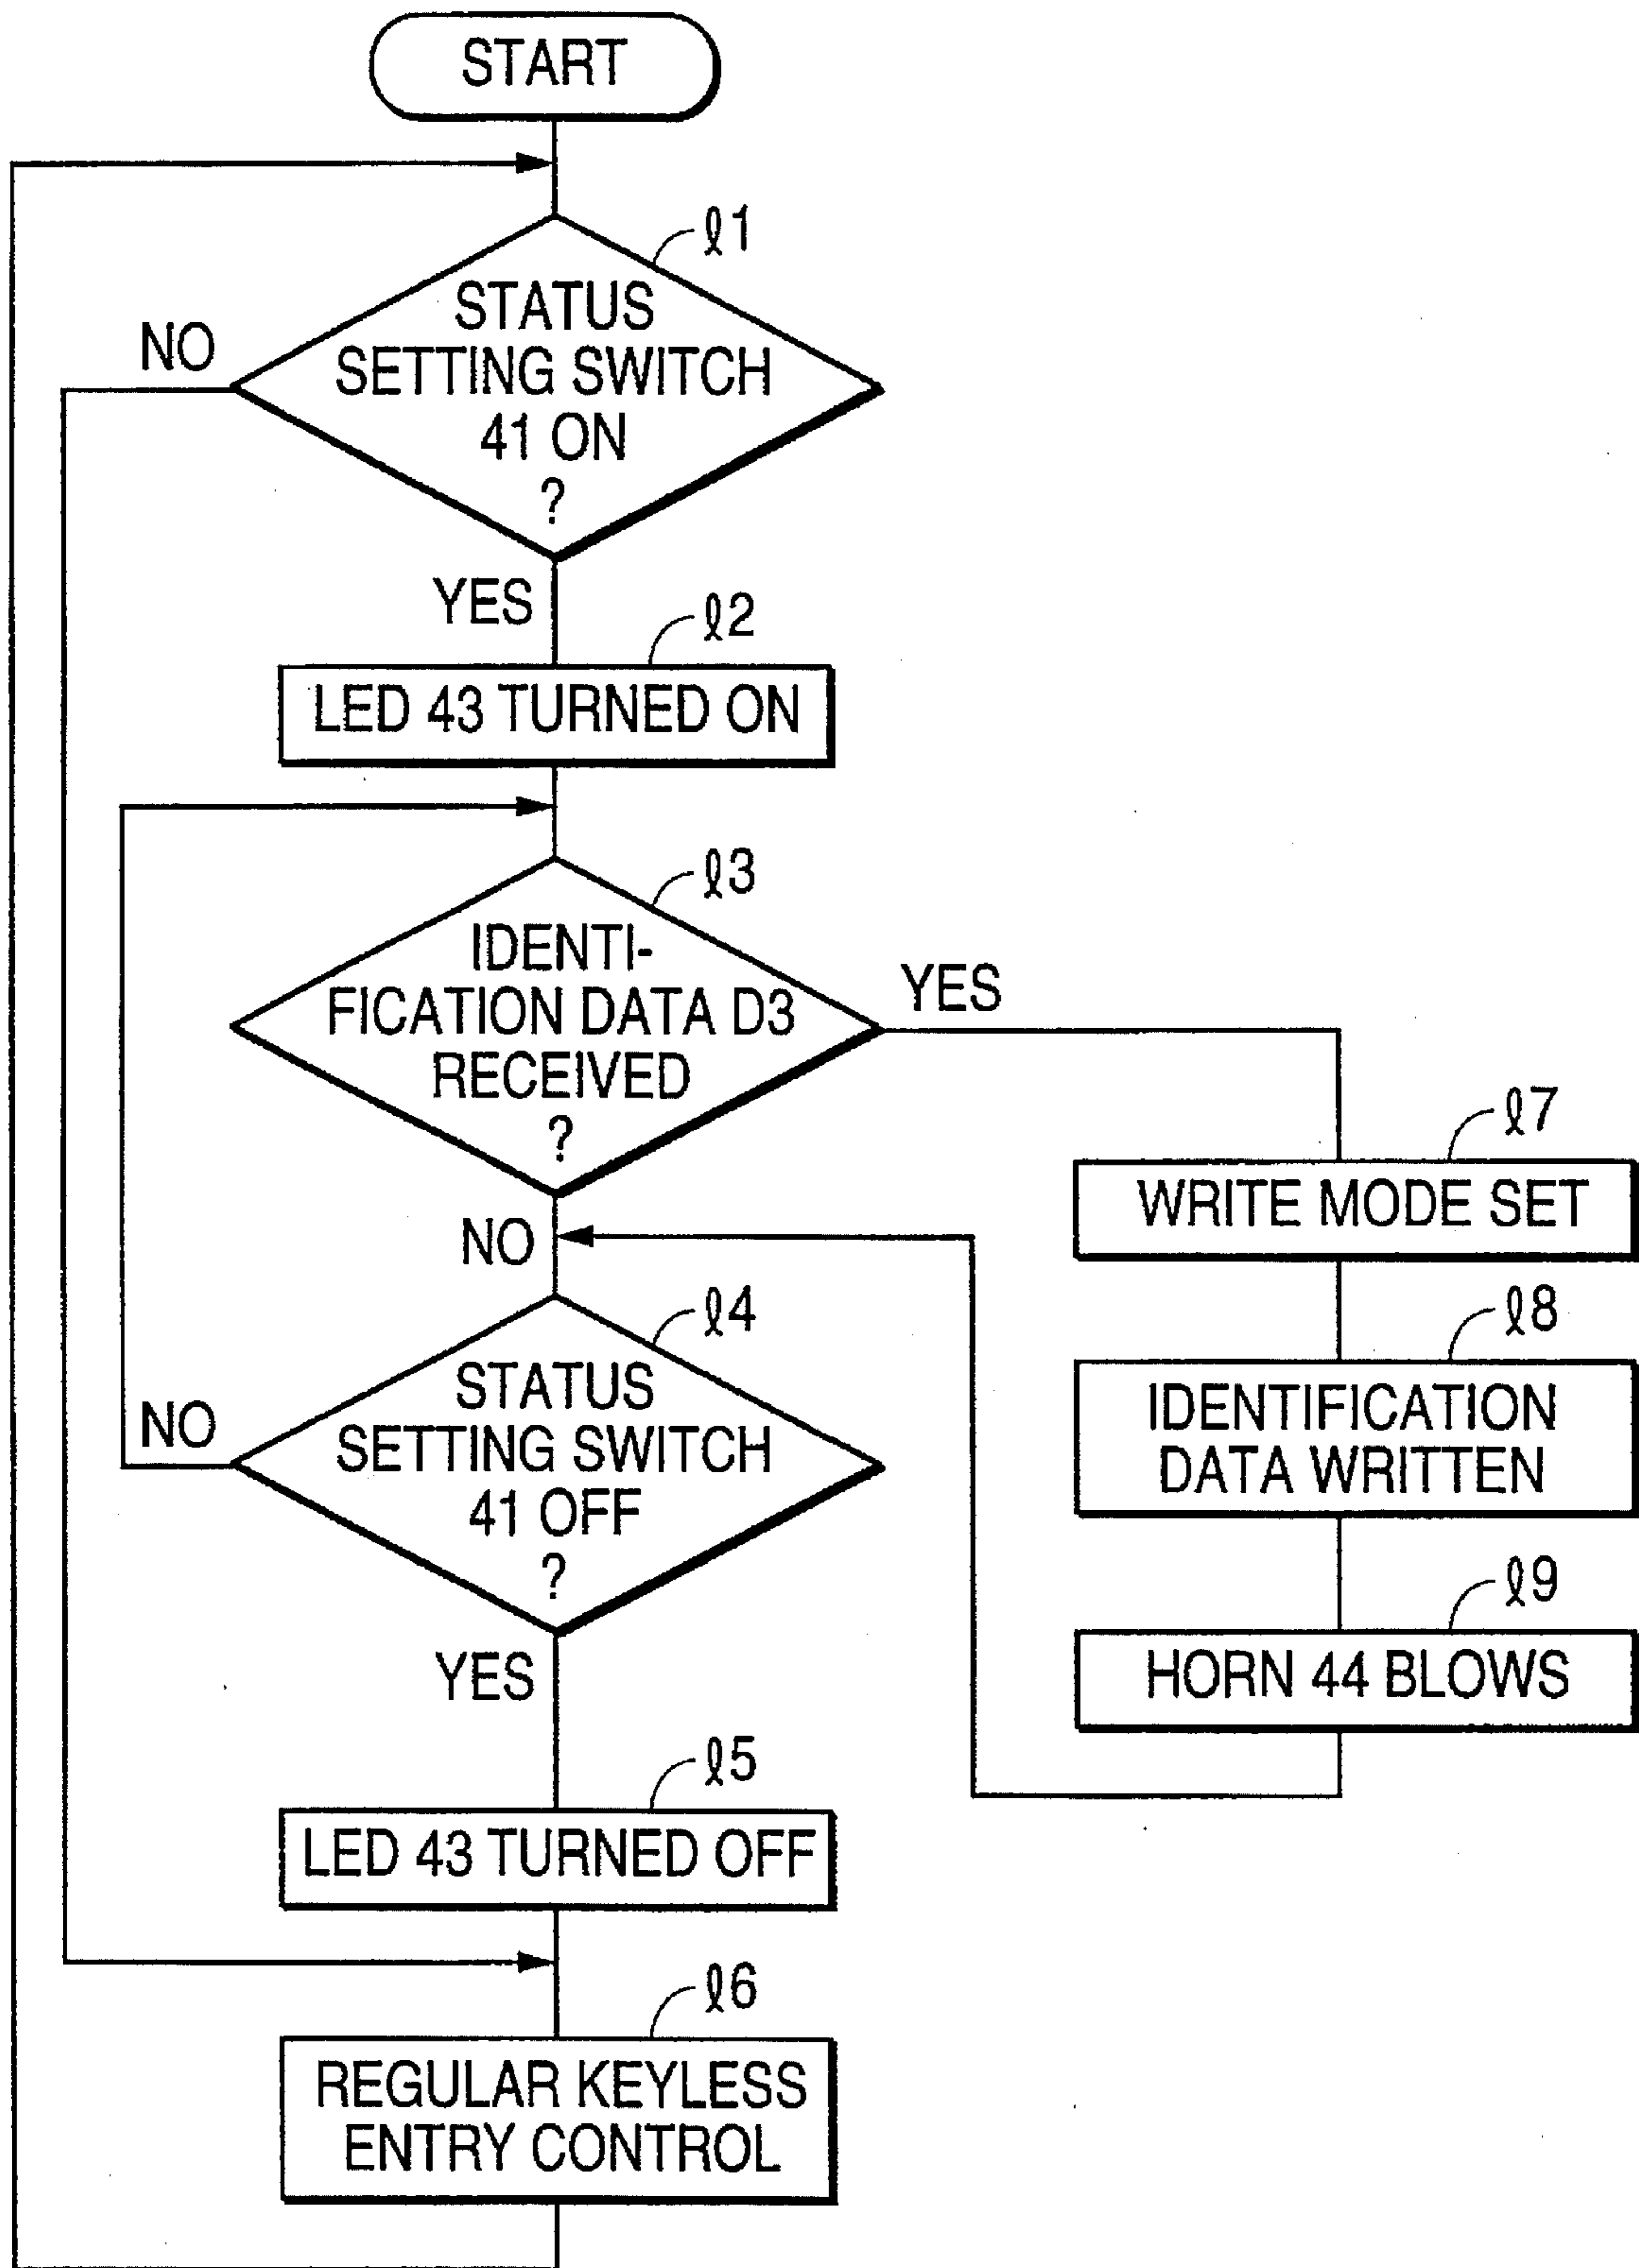 START
ℓ1
STATUS
SETTING SWITCH
41 ON
?
NO
YES
ℓ2
LED 43 TURNED ON
ℓ3
IDENTI-
FICATION DATA D3
RECEIVED
?
YES
NO
ℓ7
WRITE MODE SET
ℓ8
IDENTIFICATION
DATA WRITTEN
ℓ9
HORN 44 BLOWS
ℓ4
STATUS
SETTING SWITCH
41 OFF
?
NO
YES
ℓ5
LED 43 TURNED OFF
ℓ6
REGULAR KEYLESS
ENTRY CONTROL